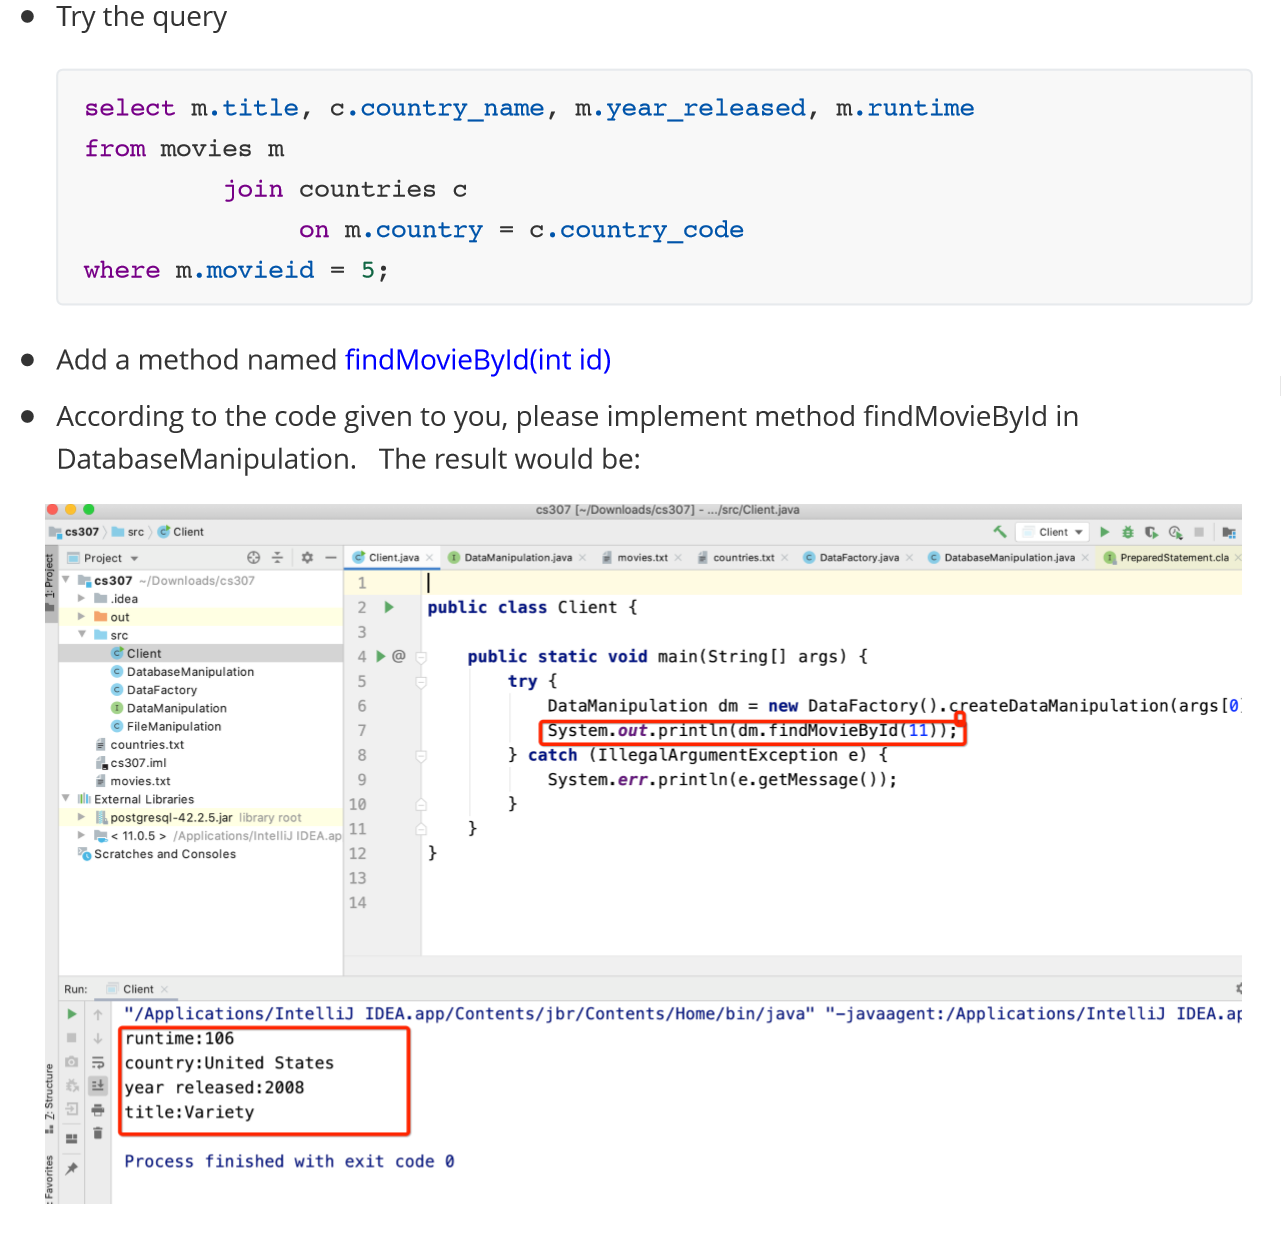 Try the query
select m.title, c.country_name, m.year_released, m.runtime
from movies m
join countries c
on m.country = c.country_code
where m.movieid = 5;
Add a method named findMovieById(int id)
According to the code given to you, please implement method findMovieById in
DatabaseManipulation. The result would be:
cs307 [~/Downloads/cs307] - .../src/Client.java
cs307 src Client
Client
Project
Client.java DataManipulation.java movies.txt countries.txt DataFactory.java DatabaseManipulation.java PreparedStatement.cla
1: Project
cs307 ~/Downloads/cs307
.idea
out
src
Client
DatabaseManipulation
DataFactory
DataManipulation
FileManipulation
countries.txt
cs307.iml
movies.txt
External Libraries
postgresql-42.2.5.jar library root
< 11.0.5 > /Applications/IntelliJ IDEA.ap
Scratches and Consoles
1
2 public class Client {
3
4 @ public static void main(String[] args) {
5 try {
6 DataManipulation dm = new DataFactory().createDataManipulation(args[0]
7 System.out.println(dm.findMovieById(11));
8 } catch (IllegalArgumentException e) {
9 System.err.println(e.getMessage());
10 }
11 }
12 }
13
14
Run: Client
"/Applications/IntelliJ IDEA.app/Contents/jbr/Contents/Home/bin/java" "-javaagent:/Applications/IntelliJ IDEA.ap
runtime:106
country:United States
year released:2008
title:Variety
Process finished with exit code 0
Z: Structure
Favorites